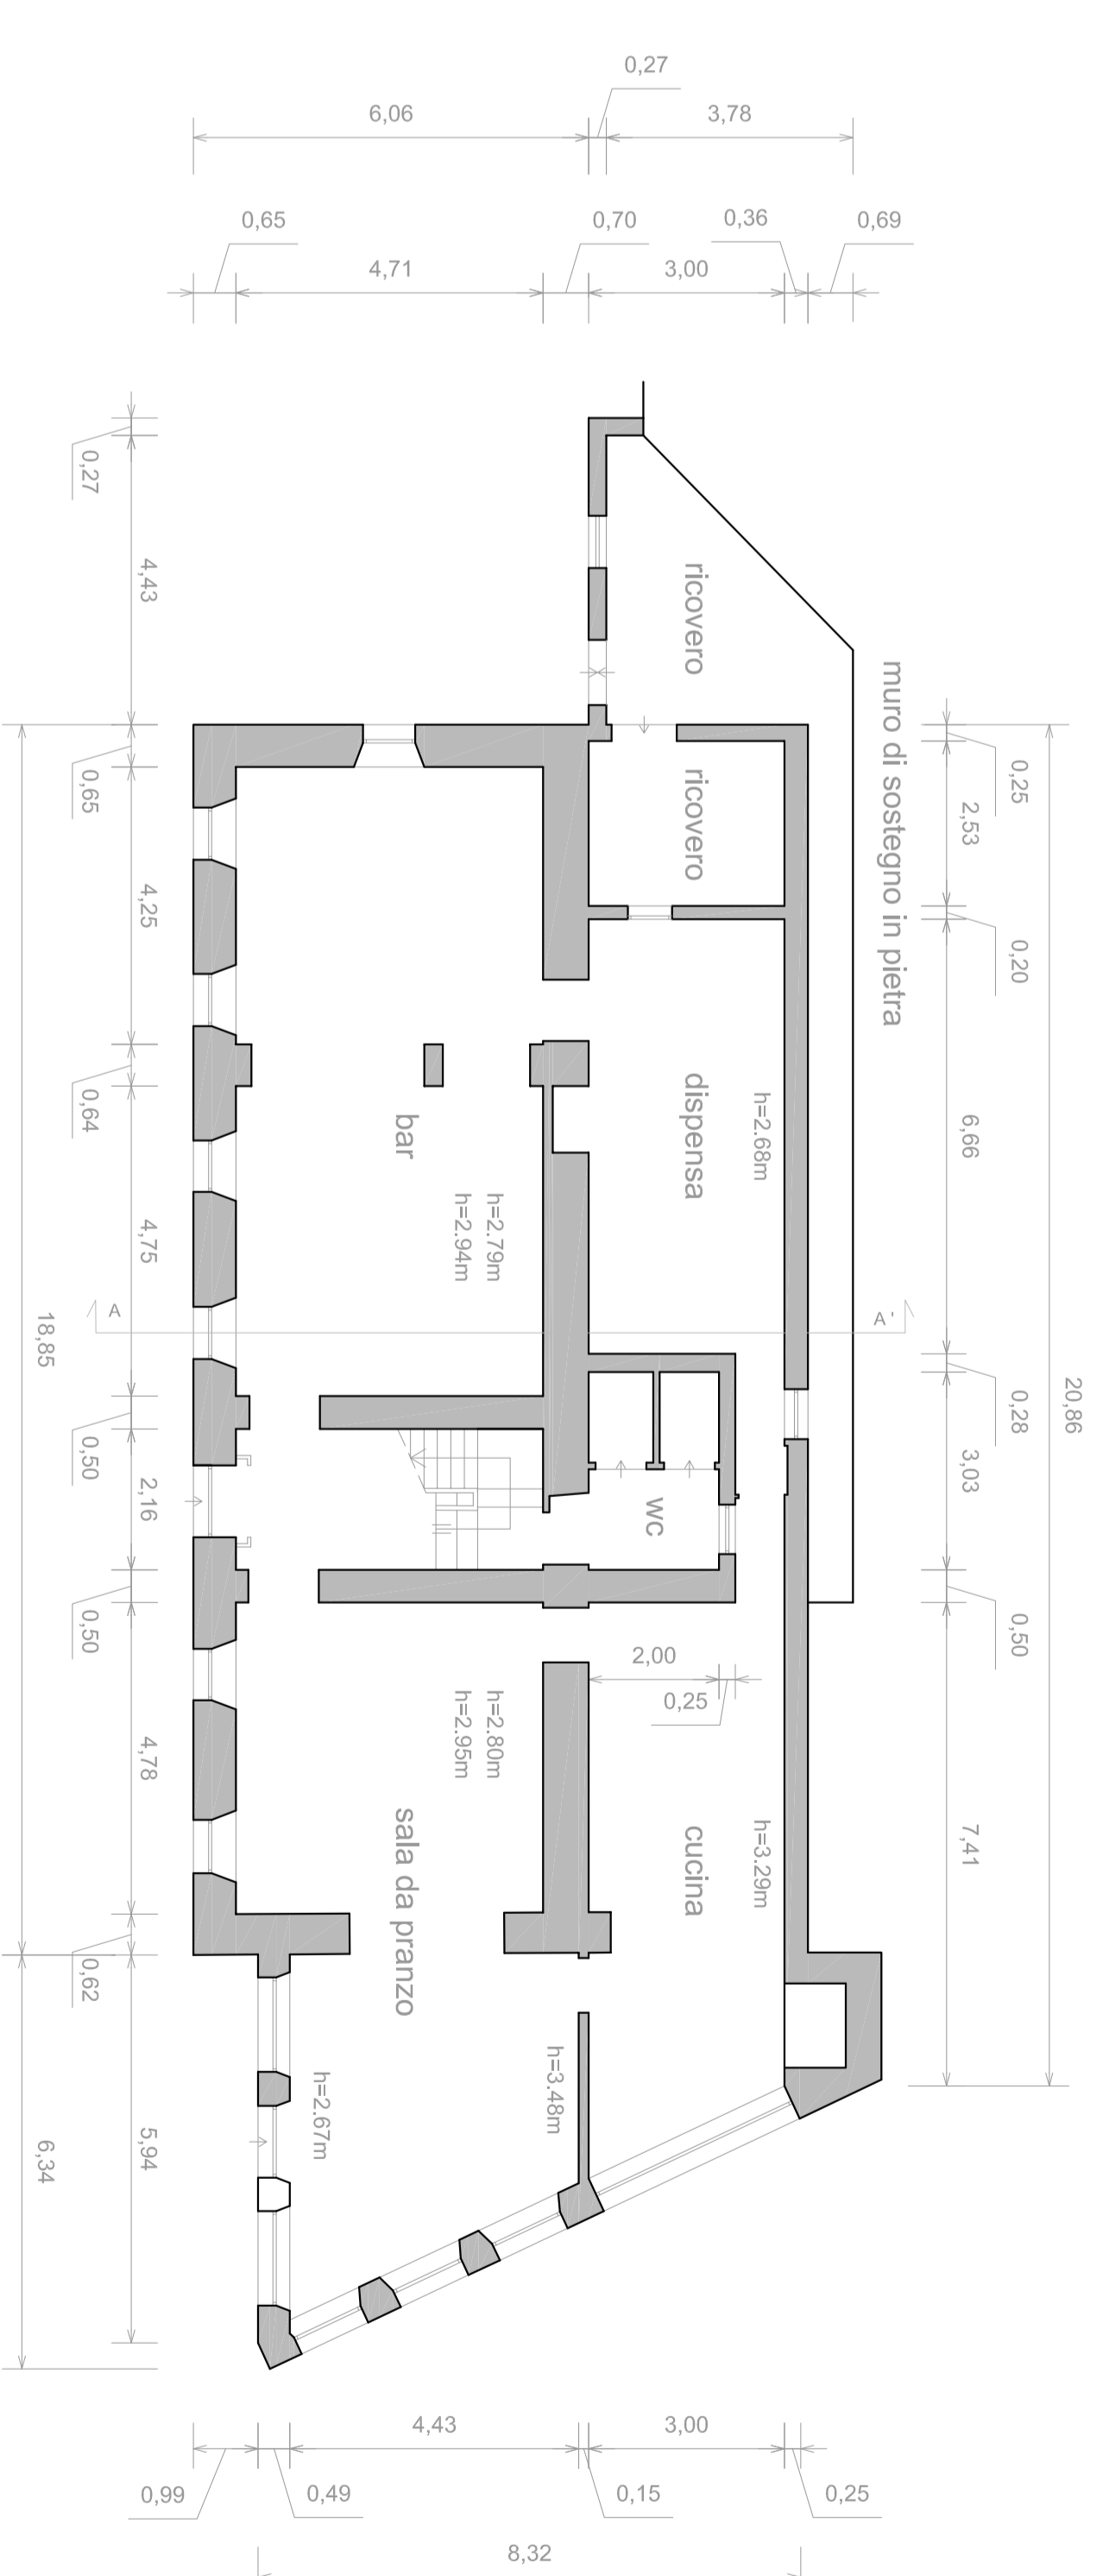 0,27
6,06
3,78
0,65
0,70
0,36
0,69
4,71
3,00
0,27
4,43
0,65
4,25
0,64
4,75
0,50
2,16
0,50
4,78
0,62
5,94
18,85
6,34
ricovero
muro di sostegno in pietra
ricovero
0,25
2,53
0,20
6,66
0,28
3,03
0,50
7,41
20,86
dispensa
h=2.68m
bar
h=2.79m
h=2.94m
A
A'
wc
2,00
0,25
h=2.80m
h=2.95m
sala da pranzo
cucina
h=3.29m
h=3.48m
h=2.67m
4,43
3,00
0,99
0,49
0,15
0,25
8,32